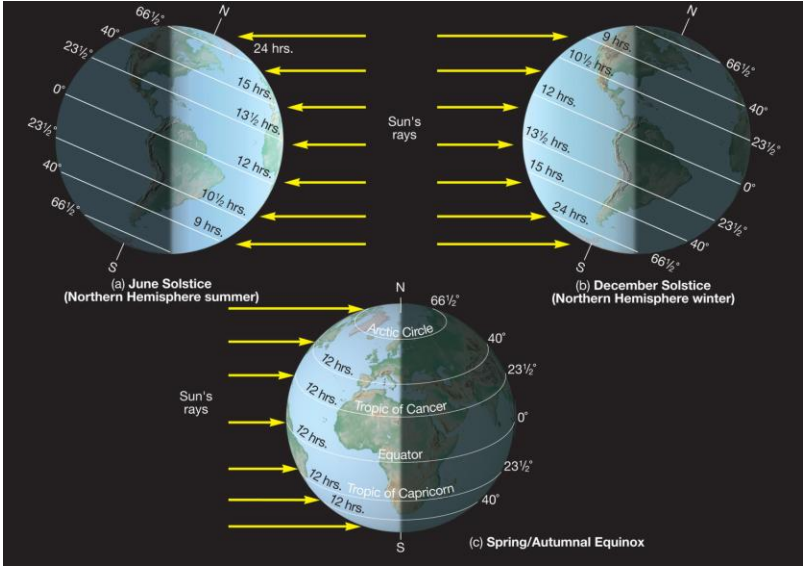 N
66½°
40°
23½°
0°
23½°
40°
66½°
24 hrs.
15 hrs.
13½ hrs.
12 hrs.
10½ hrs.
9 hrs.
S
(a) June Solstice
(Northern Hemisphere summer)
Sun's
rays
N
9 hrs.
10½ hrs.
12 hrs.
13½ hrs.
15 hrs.
24 hrs.
66½°
40°
23½°
0°
23½°
40°
66½°
S
(b) December Solstice
(Northern Hemisphere winter)
Sun's
rays
N
66½°
Arctic Circle
40°
12 hrs.
23½°
12 hrs.
Tropic of Cancer
0°
12 hrs.
Equator
23½°
12 hrs.
Tropic of Capricorn
40°
12 hrs.
S
(c) Spring/Autumnal Equinox